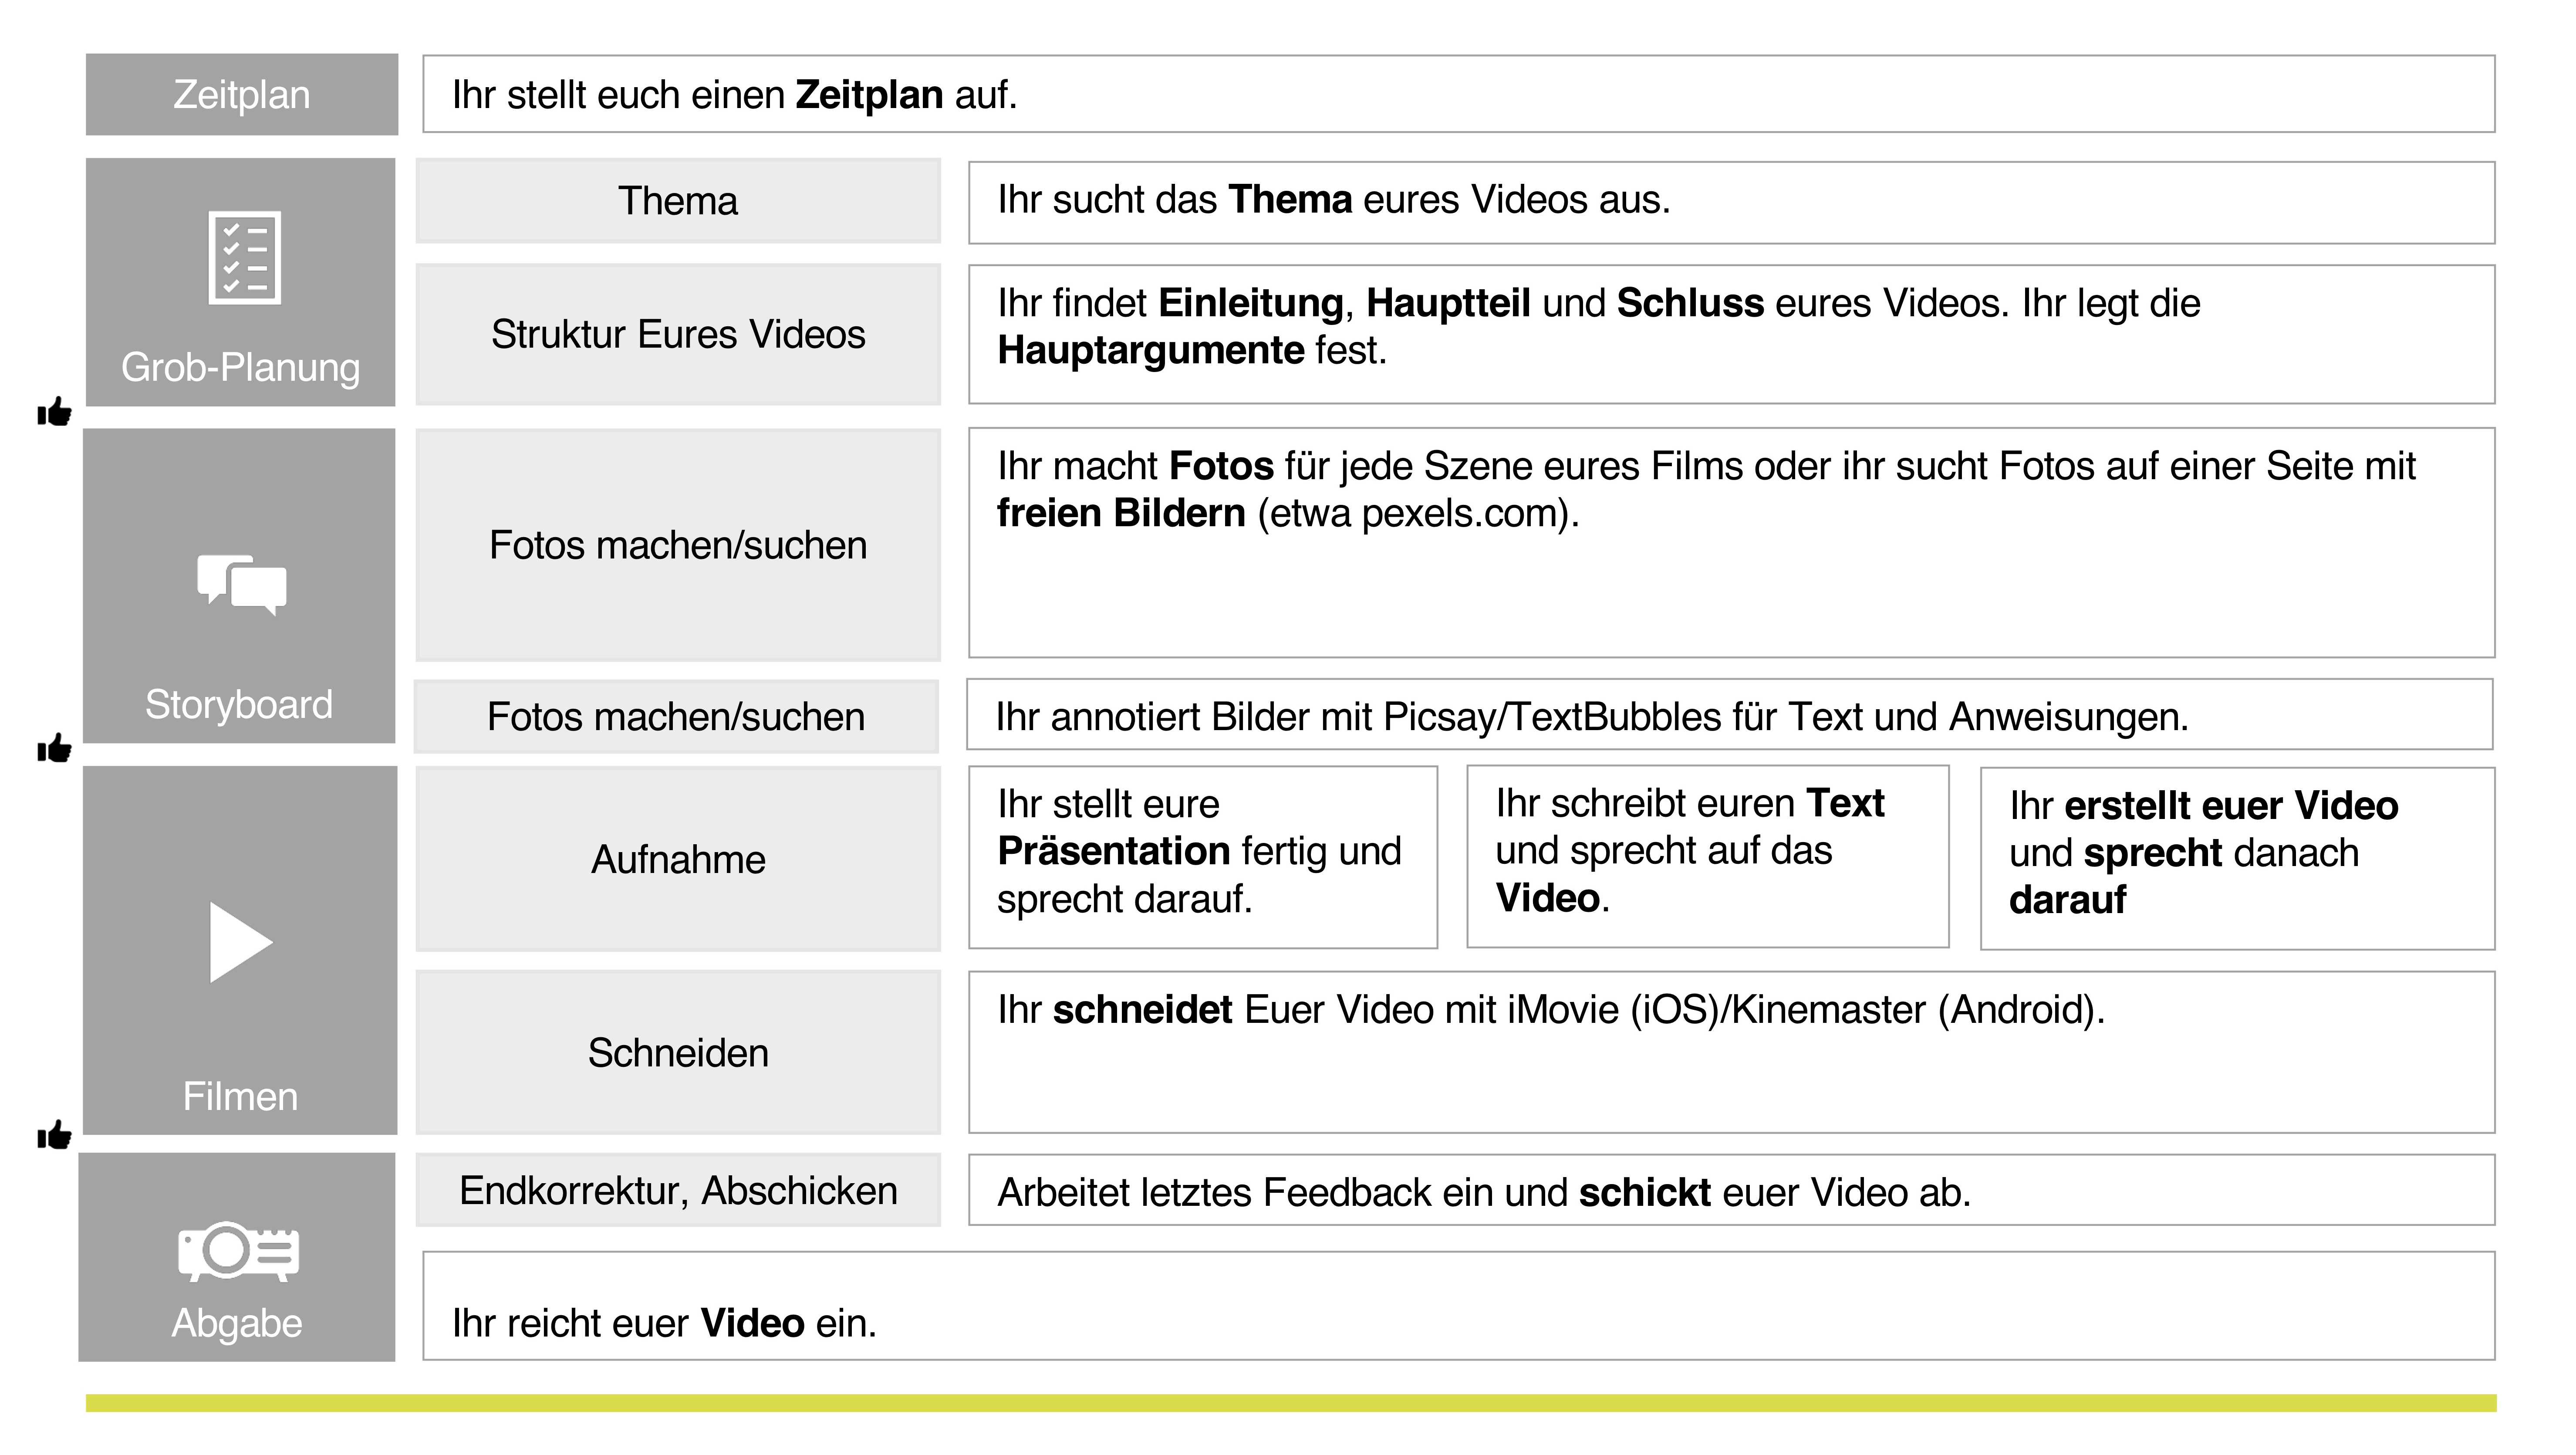 Zeitplan
Ihr stellt euch einen Zeitplan auf.
Grob-Planung
Thema
Ihr sucht das Thema eures Videos aus.
Struktur Eures Videos
Ihr findet Einleitung, Hauptteil und Schluss eures Videos. Ihr legt die
Hauptargumente fest.
Storyboard
Fotos machen/suchen
Ihr macht Fotos für jede Szene eures Films oder ihr sucht Fotos auf einer Seite mit
freien Bildern (etwa pexels.com).
Fotos machen/suchen
Ihr annotiert Bilder mit Picsay/TextBubbles für Text und Anweisungen.
Filmen
Aufnahme
Ihr stellt eure
Präsentation fertig und
sprecht darauf.
Ihr schreibt euren Text
und sprecht auf das
Video.
Ihr erstellt euer Video
und sprecht danach
darauf
Schneiden
Ihr schneidet Euer Video mit iMovie (iOS)/Kinemaster (Android).
Abgabe
Endkorrektur, Abschicken
Arbeitet letztes Feedback ein und schickt euer Video ab.
Ihr reicht euer Video ein.